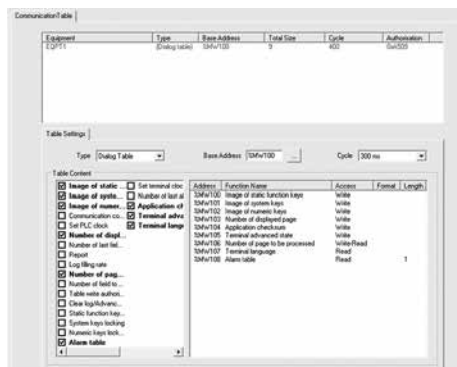 CommunicationTable
Equipment Type Base Address Total Size Cycle Authorisation
EQPT1 (Dialog table) %MW100 9 400
Table Settings
Type Dialog Table Base Address %MW100 ... Cycle 300 ms
Table Content
Image of static ... Set terminal cloc
Image of syste... Number of last al
Image of numer... Application ch
Communication co... Terminal adva
Set PLC clock Terminal langu
Number of displ...
Number of last fiel...
Report
Log filling rate
Number of pag...
Number of field to ...
Table write authori...
Clear log/Advanc...
Static function key...
System keys locking
Numeric keys lock...
Alarm table
Address Function Name Access Format Length
%MW100 Image of static function keys Write
%MW101 Image of system keys Write
%MW102 Image of numeric keys Write
%MW103 Number of displayed page Write
%MW104 Application checksum Write
%MW105 Terminal advanced state Write
%MW106 Number of page to be processed Write-Read
%MW107 Terminal language Read
%MW108 Alarm table Read 1